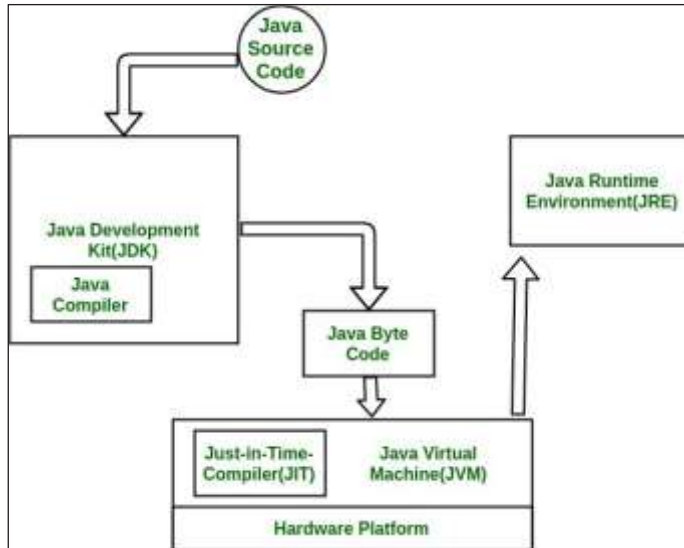 Java
Source
Code
Java Development
Kit(JDK)
Java
Compiler
Java Runtime
Environment(JRE)
Java Byte
Code
Just-in-Time-
Compiler(JIT)
Java Virtual
Machine(JVM)
Hardware Platform